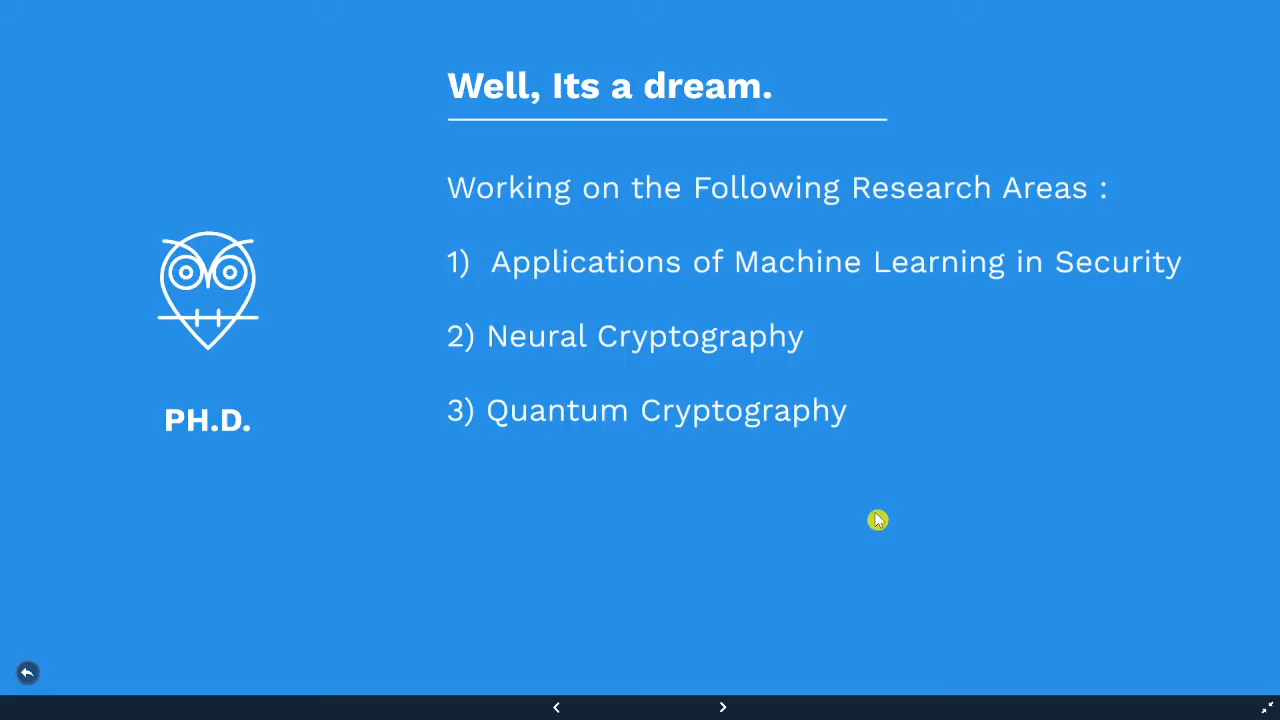 Well, Its a dream.
Working on the Following Research Areas :
1) Applications of Machine Learning in Security
2) Neural Cryptography
3) Quantum Cryptography
PH.D.